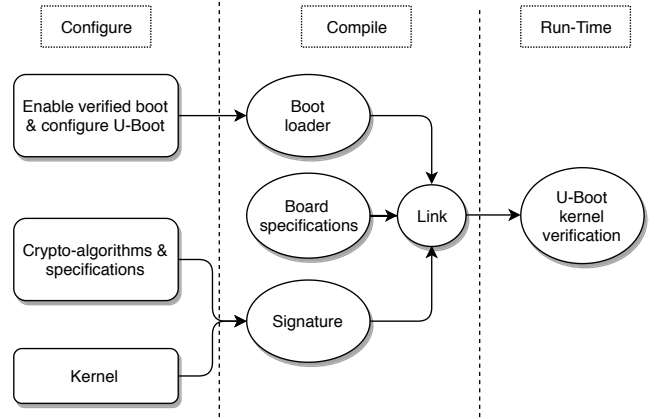 Configure
Compile
Run-Time
Enable verified boot
& configure U-Boot
Boot
loader
Board
specifications
Link
U-Boot
kernel
verification
Crypto-algorithms &
specifications
Signature
Kernel